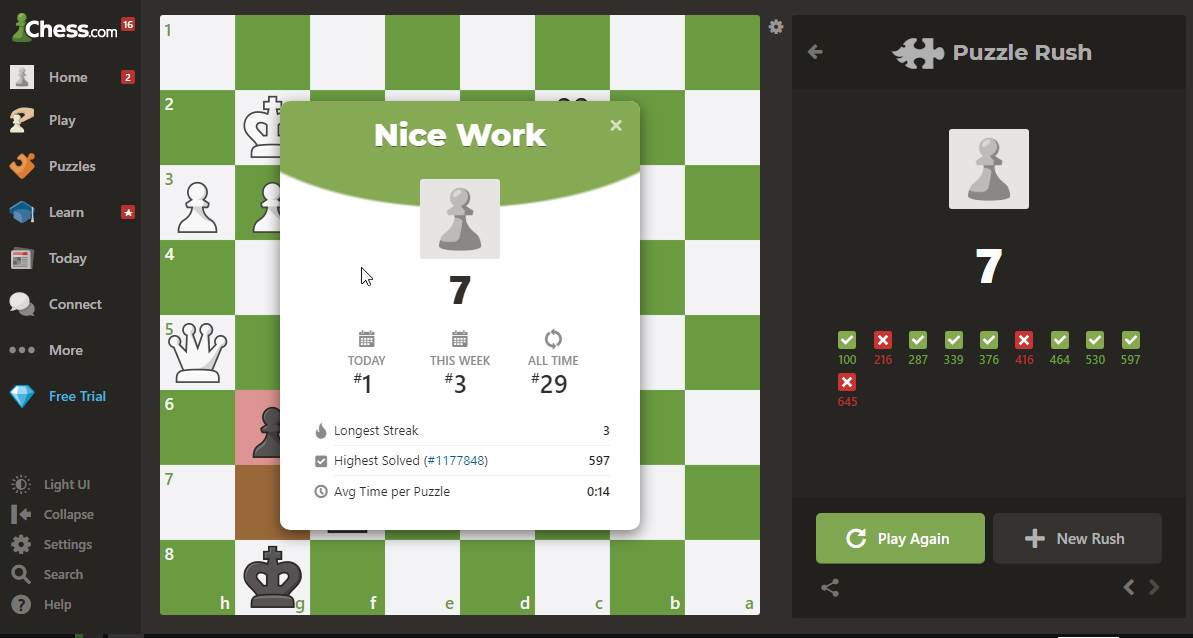 Chess.com 16
Home 2
Play
Puzzles
Learn
Today
Connect
More
Free Trial
Light UI
Collapse
Settings
Search
Help
1
2
3
4
5
6
7
8
h g f e d c b a
Nice Work
×
7
TODAY THIS WEEK ALL TIME
#1 #3 #29
Longest Streak 3
Highest Solved (#1177848) 597
Avg Time per Puzzle 0:14
Puzzle Rush
7
100 216 287 339 376 416 464 530 597
645
Play Again New Rush